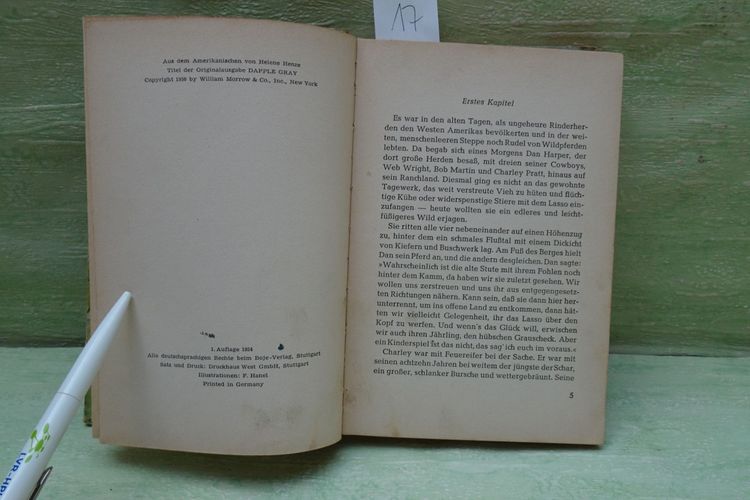 17
Aus dem Amerikanischen von Helene Henze
Titel der Originalausgabe DAPPLE GRAY
Copyright 1950 by William Morrow & Co., Inc., New York
1. Auflage 1954
Alle deutschsprachigen Rechte beim Boje-Verlag, Stuttgart
Satz und Druck: Druckhaus West GmbH, Stuttgart
Illustrationen: F. Hanel
Printed in Germany
Erstes Kapitel
Es war in den alten Tagen, als ungeheure Rinderher-
den den Westen Amerikas bevölkerten und in der wei-
ten, menschenleeren Steppe noch Rudel von Wildpferden
lebten. Da begab sich eines Morgens Dan Harper, der
dort große Herden besaß, mit dreien seiner Cowboys,
Web Wright, Bob Martin und Charley Pratt, hinaus auf
sein Ranchland. Diesmal ging es nicht an das gewohnte
Tagewerk, das weit verstreute Vieh zu hüten und flüch-
tige Kühe oder widerspenstige Stiere mit dem Lasso ein-
zufangen — heute wollten sie ein edleres und leicht-
füßigeres Wild erjagen.
Sie ritten alle vier nebeneinander auf einen Höhenzug
zu, hinter dem ein schmales Flußtal mit einem Dickicht
von Kiefern und Buschwerk lag. Am Fuß des Berges hielt
Dan sein Pferd an, und die andern desgleichen. Dan sagte:
»Wahrscheinlich ist die alte Stute mit ihrem Fohlen noch
hinter dem Kamm, da haben wir sie zuletzt gesehen. Wir
wollen uns zerstreuen und uns ihr aus entgegengesetz-
ten Richtungen nähern. Kann sein, daß sie dann hier her-
unterrennt, um ins offene Land zu entkommen, dann hät-
ten wir vielleicht Gelegenheit, ihr das Lasso über den
Kopf zu werfen. Und wenn's das Glück will, erwischen
wir auch ihren Jährling, den hübschen Grauscheck. Aber
ein Kinderspiel ist das nicht, das sag' ich euch im voraus.«
Charley war mit Feuereifer bei der Sache. Er war mit
seinen achtzehn Jahren bei weitem der jüngste der Schar,
ein großer, schlanker Bursche und wettergebräunt. Seine
5
LVR-HPH